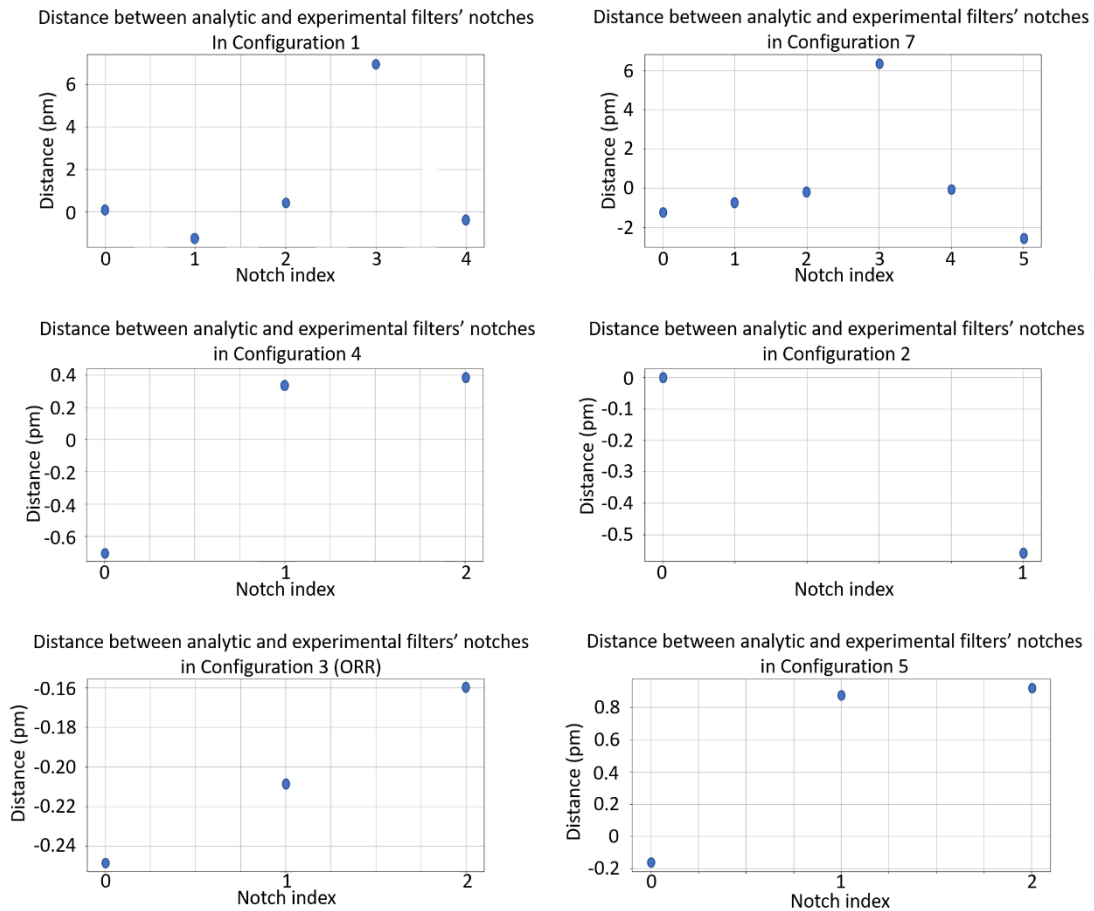 Distance between analytic and experimental filters' notches
In Configuration 1
6
4
2
0
Distance (pm)
0 1 2 3 4
Notch index
Distance between analytic and experimental filters' notches
in Configuration 7
6
4
2
0
-2
Distance (pm)
0 1 2 3 4 5
Notch index
Distance between analytic and experimental filters' notches
in Configuration 4
0.4
0.2
0
-0.2
-0.4
-0.6
Distance (pm)
0 1 2
Notch index
Distance between analytic and experimental filters' notches
in Configuration 2
0
-0.1
-0.2
-0.3
-0.4
-0.5
Distance (pm)
0 1
Notch index
Distance between analytic and experimental filters' notches
in Configuration 3 (ORR)
-0.16
-0.18
-0.20
-0.22
-0.24
Distance (pm)
0 1 2
Notch index
Distance between analytic and experimental filters' notches
in Configuration 5
0.8
0.6
0.4
0.2
0
-0.2
Distance (pm)
0 1 2
Notch index